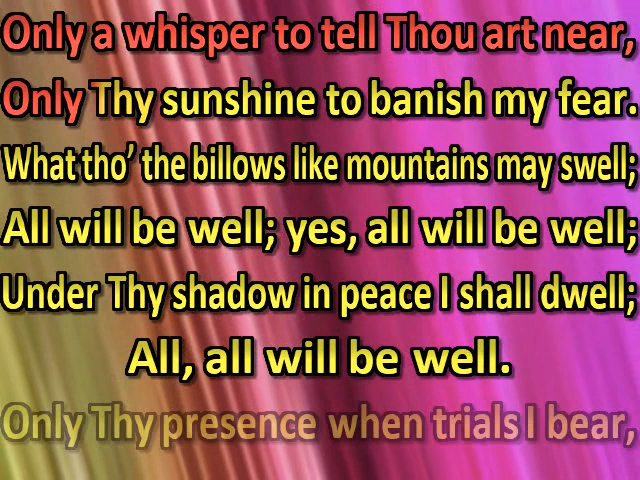 Only a whisper to tell Thou art near,
Only Thy sunshine to banish my fear.
What tho' the billows like mountains may swell;
All will be well; yes, all will be well;
Under Thy shadow in peace I shall dwell;
All, all will be well.
Only Thy presence when trials I bear,